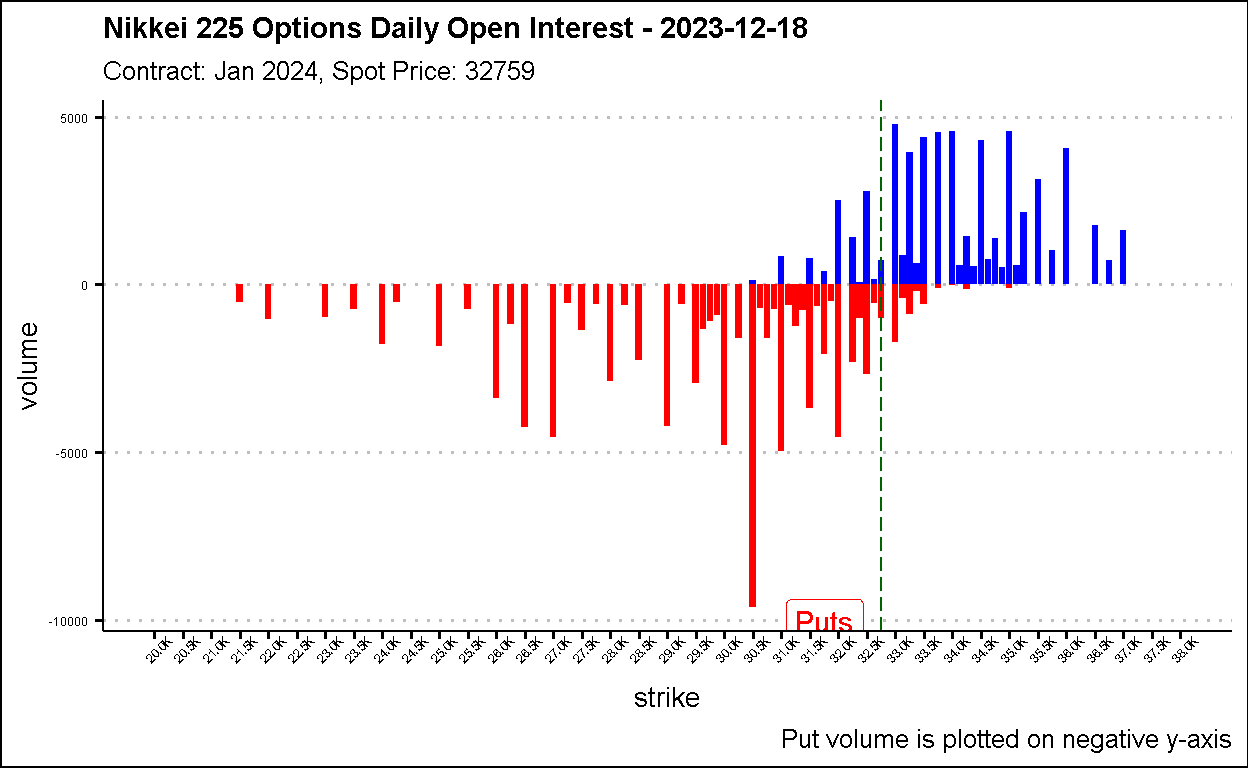 Nikkei 225 Options Daily Open Interest - 2023-12-18
Contract: Jan 2024, Spot Price: 32759
volume
5000
0
-5000
-10000
Puts
20.0K
20.5K
21.0K
21.5K
22.0K
22.5K
23.0K
23.5K
24.0K
24.5K
25.0K
25.5K
26.0K
26.5K
27.0K
27.5K
28.0K
28.5K
29.0K
29.5K
30.0K
30.5K
31.0K
31.5K
32.0K
32.5K
33.0K
33.5K
34.0K
34.5K
35.0K
35.5K
36.0K
36.5K
37.0K
37.5K
38.0K
strike
Put volume is plotted on negative y-axis